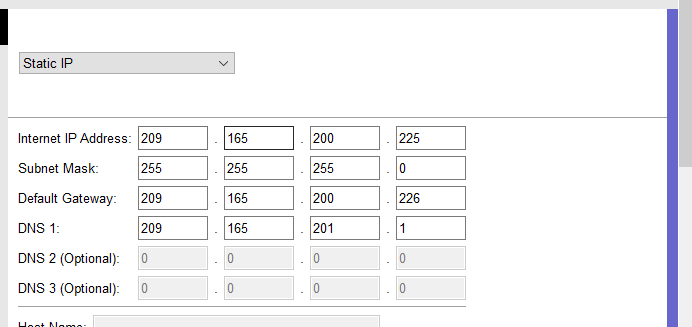 Static IP
Internet IP Address: 209 . 165 . 200 . 225
Subnet Mask: 255 . 255 . 255 . 0
Default Gateway: 209 . 165 . 200 . 226
DNS 1: 209 . 165 . 201 . 1
DNS 2 (Optional): 0 . 0 . 0 . 0
DNS 3 (Optional): 0 . 0 . 0 . 0
Host Name: